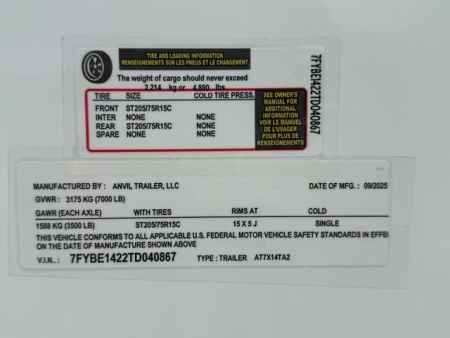 TIRE AND LOADING INFORMATION
RENSEIGNEMENTS SUR LES PNEUS ET LE CHARGEMENT
The weight of cargo should never exceed
2,214 kg or 4,880 lbs.
TIRE SIZE COLD TIRE PRESS.
FRONT ST205/75R15C
INTER NONE NONE
REAR ST205/75R15C NONE
SPARE NONE NONE
SEE OWNER'S
MANUAL FOR
ADDITIONAL
INFORMATION
VOIR LE MANUEL
DE L'USAGER
POUR PLUS DE
RENSEIGNEMENTS
7FYBE1422TD040867
MANUFACTURED BY : ANVIL TRAILER, LLC DATE OF MFG. : 09/2025
GVWR : 3175 KG (7000 LB)
GAWR (EACH AXLE) WITH TIRES RIMS AT COLD
1588 KG (3500 LB) ST205/75R15C 15 X 5 J SINGLE
THIS VEHICLE CONFORMS TO ALL APPLICABLE U.S. FEDERAL MOTOR VEHICLE SAFETY STANDARDS IN EFFE
ON THE DATE OF MANUFACTURE SHOWN ABOVE
V.I.N. : 7FYBE1422TD040867 TYPE : TRAILER AT7X14TA2